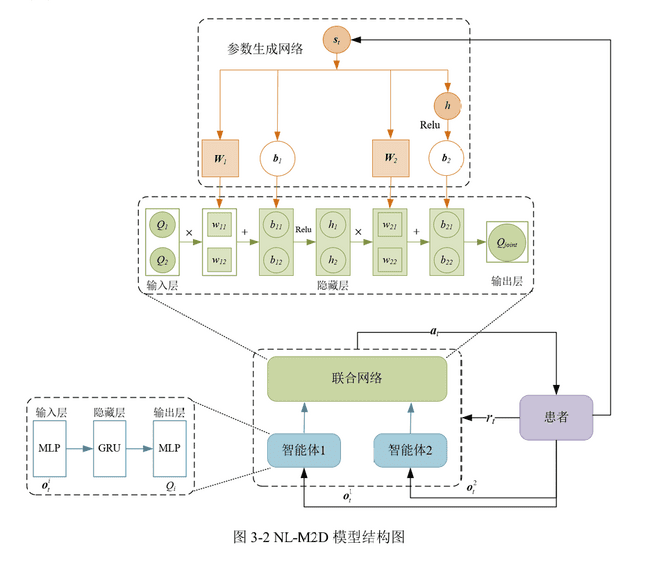 参数生成网络
s_t
h
Relu
W_1
b_1
W_2
b_2
Q_1 × w_11 + b_11 Relu h_1 × w_21 + b_21 Q_joint
Q_2 w_12 b_12 h_2 w_22 b_22
输入层 隐藏层 输出层
a_t
联合网络
患者
r_t
智能体1
智能体2
o_t^1
o_t^2
输入层 隐藏层 输出层
MLP GRU MLP
o_t^i Q_i
图 3-2 NL-M2D 模型结构图